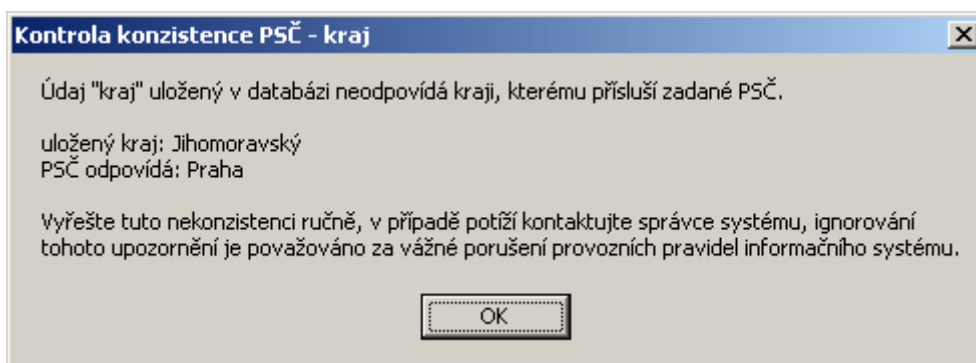 Kontrola konzistence PSČ - kraj
Údaj "kraj" uložený v databázi neodpovídá kraji, kterému přísluší zadané PSČ.
uložený kraj: Jihomoravský
PSČ odpovídá: Praha
Vyřešte tuto nekonzistenci ručně, v případě potíží kontaktujte správce systému, ignorování
tohoto upozornění je považováno za vážné porušení provozních pravidel informačního systému.
OK